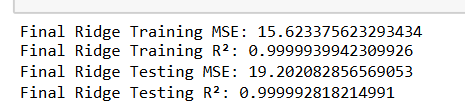 Final Ridge Training MSE: 15.623375623293434
Final Ridge Training R²: 0.9999939942309926
Final Ridge Testing MSE: 19.202082856569053
Final Ridge Testing R²: 0.999992818214991